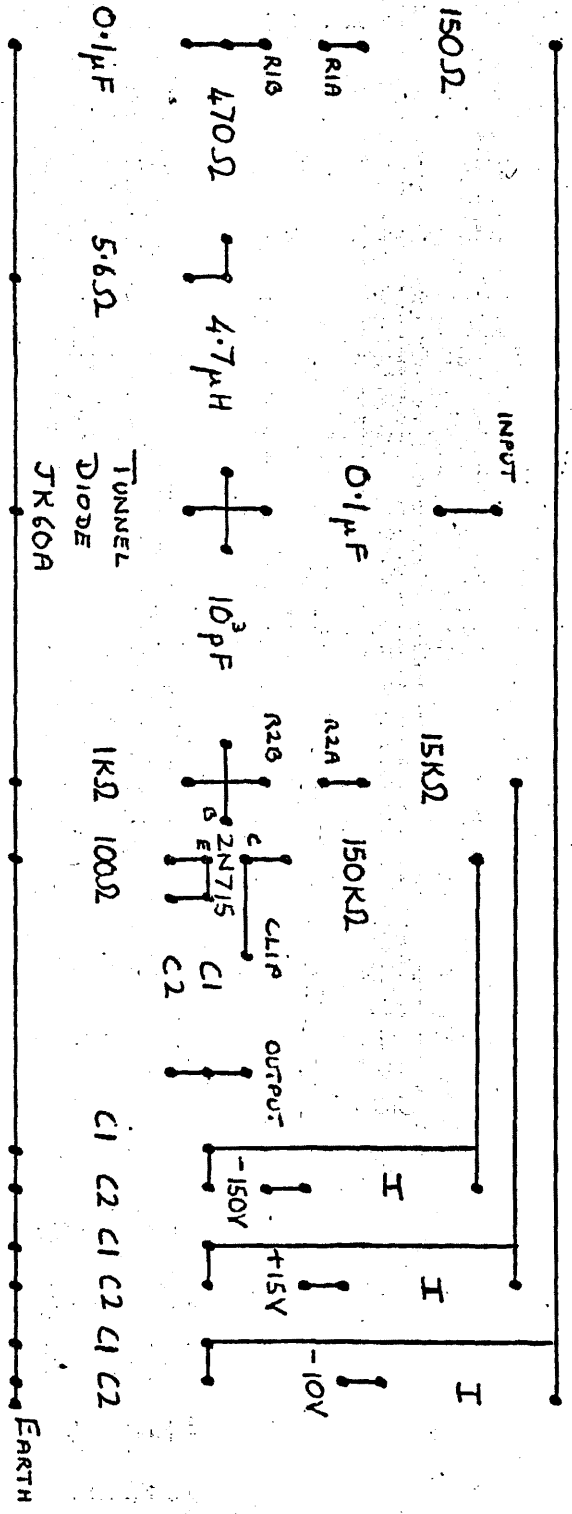 150Ω
15KΩ
I
I
I
INPUT
0.1µF
150KΩ
R1A
R2A
-10V
+15V
-150V
R1B
R2B
C
CLIP
OUTPUT
470Ω
4.7µH
10³pF
B
2N715
E
C1
C2
0.1µF
5.6Ω
TUNNEL
DIODE
JK60A
1KΩ
100Ω
C1
C2
C1
C2
C1
C2
EARTH